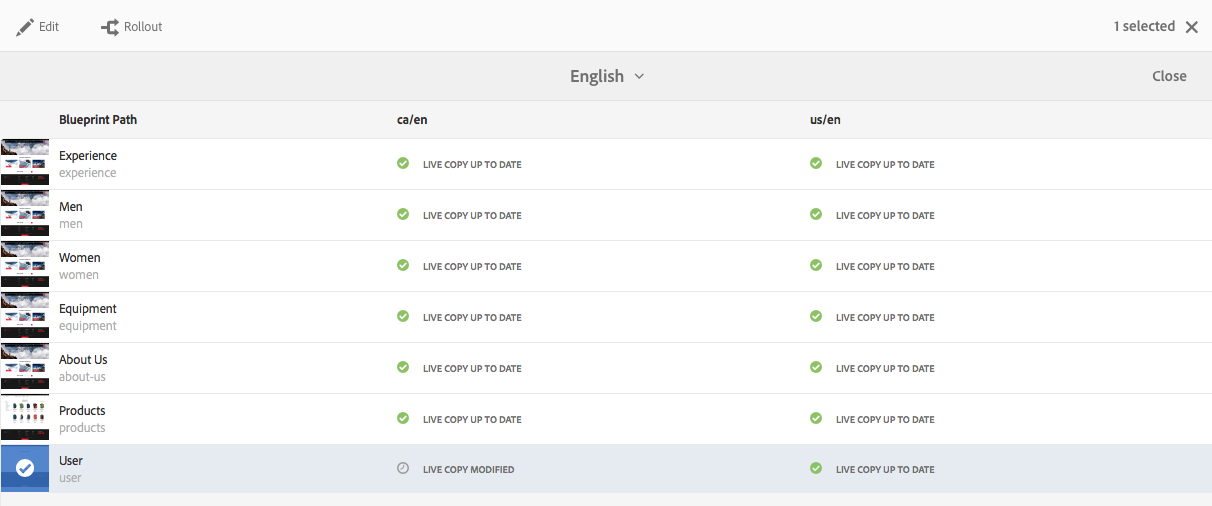 Edit Rollout 1 selected
English Close
Blueprint Path ca/en us/en
Experience
experience
LIVE COPY UP TO DATE LIVE COPY UP TO DATE
Men
men
LIVE COPY UP TO DATE LIVE COPY UP TO DATE
Women
women
LIVE COPY UP TO DATE LIVE COPY UP TO DATE
Equipment
equipment
LIVE COPY UP TO DATE LIVE COPY UP TO DATE
About Us
about-us
LIVE COPY UP TO DATE LIVE COPY UP TO DATE
Products
products
LIVE COPY UP TO DATE LIVE COPY UP TO DATE
User
user
LIVE COPY MODIFIED LIVE COPY UP TO DATE